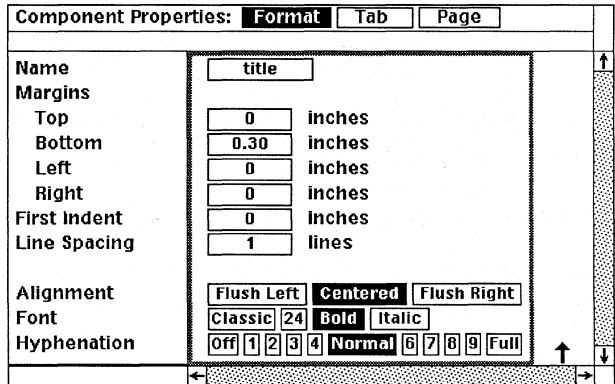 Component Properties: Format Tab Page
Name title
Margins
Top 0 inches
Bottom 0.30 inches
Left 0 inches
Right 0 inches
First Indent 0 inches
Line Spacing 1 lines
Alignment Flush Left Centered Flush Right
Font Classic 24 Bold Italic
Hyphenation Off 1 2 3 4 Normal 6 7 8 9 Full